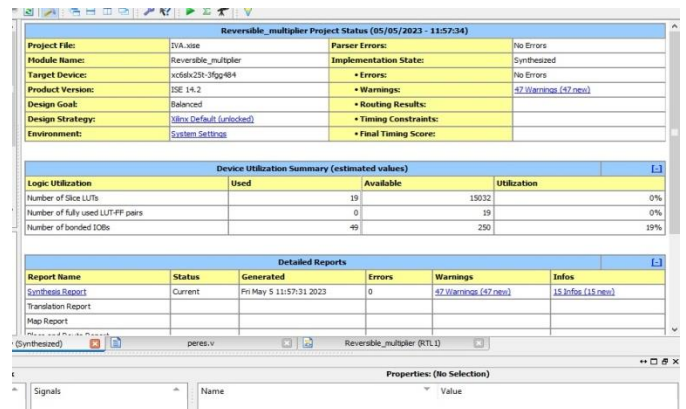 Reversible_multiplier Project Status (05/05/2023 - 11:57:34)
Project File: IVA.xise Parser Errors: No Errors
Module Name: Reversible_multiplier Implementation State: Synthesized
Target Device: xc6slx25t-3fgg484 • Errors: No Errors
Product Version: ISE 14.2 • Warnings: 47 Warnings (47 new)
Design Goal: Balanced • Routing Results:
Design Strategy: Xilinx Default (unlocked) • Timing Constraints:
Environment: System Settings • Final Timing Score:
Device Utilization Summary (estimated values) [-]
Logic Utilization Used Available Utilization
Number of Slice LUTs 19 15032 0%
Number of fully used LUT-FF pairs 0 19 0%
Number of bonded IOBs 49 250 19%
Detailed Reports [-]
Report Name Status Generated Errors Warnings Infos
Synthesis Report Current Fri May 5 11:57:31 2023 0 47 Warnings (47 new) 15 Infos (15 new)
Translation Report
Map Report
(Synthesized) peres.v Reversible_multiplier (RTL1)
Properties: (No Selection)
Signals Name Value